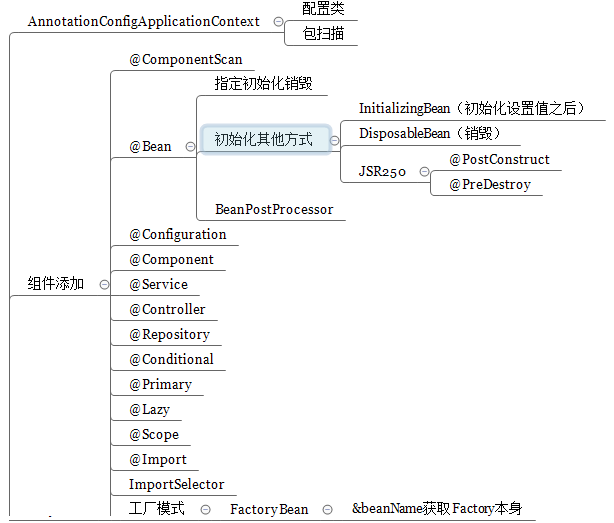 AnnotationConfigApplicationContext
配置类
包扫描
组件添加
@ComponentScan
@Bean
指定初始化销毁
初始化其他方式
InitializingBean（初始化设置值之后）
DisposableBean（销毁）
JSR250
@PostConstruct
@PreDestroy
BeanPostProcessor
@Configuration
@Component
@Service
@Controller
@Repository
@Conditional
@Primary
@Lazy
@Scope
@Import
ImportSelector
工厂模式
FactoryBean
&beanName获取Factory本身